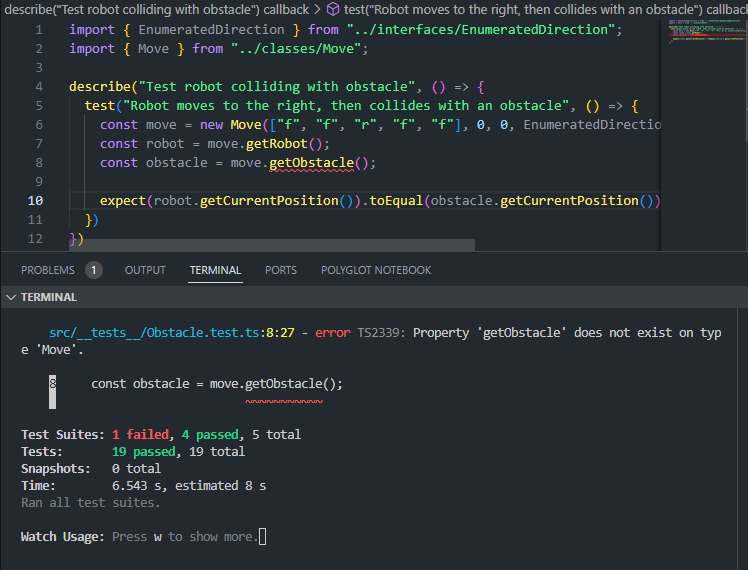 describe("Test robot colliding with obstacle") callback > test("Robot moves to the right, then collides with an obstacle") callback
1 import { EnumeratedDirection } from "../interfaces/EnumeratedDirection";
2 import { Move } from "../classes/Move";
3
4 describe("Test robot colliding with obstacle", () => {
5 test("Robot moves to the right, then collides with an obstacle", () => {
6 const move = new Move(["f", "f", "r", "f", "f"], 0, 0, EnumeratedDirectio
7 const robot = move.getRobot();
8 const obstacle = move.getObstacle();
9
10 expect(robot.getCurrentPosition()).toEqual(obstacle.getCurrentPosition())
11 })
12 })
PROBLEMS 1 OUTPUT TERMINAL PORTS POLYGLOT NOTEBOOK
TERMINAL
src/__tests__/Obstacle.test.ts:8:27 - error TS2339: Property 'getObstacle' does not exist on typ
e 'Move'.
8 const obstacle = move.getObstacle();
~~~~~~~~~~~
Test Suites: 1 failed, 4 passed, 5 total
Tests: 19 passed, 19 total
Snapshots: 0 total
Time: 6.543 s, estimated 8 s
Ran all test suites.
Watch Usage: Press w to show more.